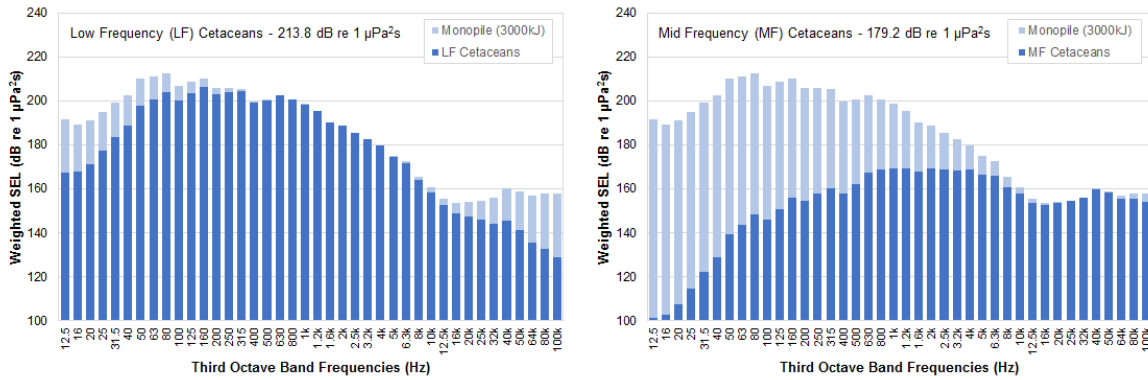 Low Frequency (LF) Cetaceans - 213.8 dB re 1 µPa²s
Monopile (3000kJ)
LF Cetaceans
Weighted SEL (dB re 1 µPa²s)
240
220
200
180
160
140
120
100
12.5 16 20 25 31.5 40 50 63 80 100 125 160 200 250 315 400 500 630 800 1k 1.2k 1.6k 2k 2.5k 3.2k 4k 5k 6.3k 8k 10k 12.5k 16k 20k 25k 32k 40k 50k 64k 80k 100k
Third Octave Band Frequencies (Hz)
Mid Frequency (MF) Cetaceans - 179.2 dB re 1 µPa²s
Monopile (3000kJ)
MF Cetaceans
Weighted SEL (dB re 1 µPa²s)
240
220
200
180
160
140
120
100
12.5 16 20 25 31.5 40 50 63 80 100 125 160 200 250 315 400 500 630 800 1k 1.2k 1.6k 2k 2.5k 3.2k 4k 5k 6.3k 8k 10k 12.5k 16k 20k 25k 32k 40k 50k 64k 80k 100k
Third Octave Band Frequencies (Hz)